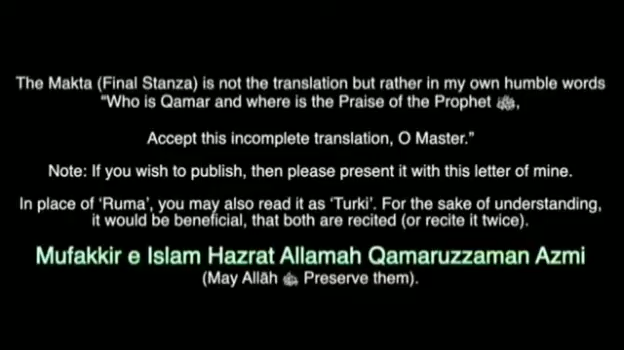 The Makta (Final Stanza) is not the translation but rather in my own humble words
“Who is Qamar and where is the Praise of the Prophet ﷺ,
Accept this incomplete translation, O Master.”
Note: If you wish to publish, then please present it with this letter of mine.
In place of ‘Ruma’, you may also read it as ‘Turki’. For the sake of understanding,
it would be beneficial, that both are recited (or recite it twice).
Mufakkir e Islam Hazrat Allamah Qamaruzzaman Azmi
(May Allāh Preserve them).